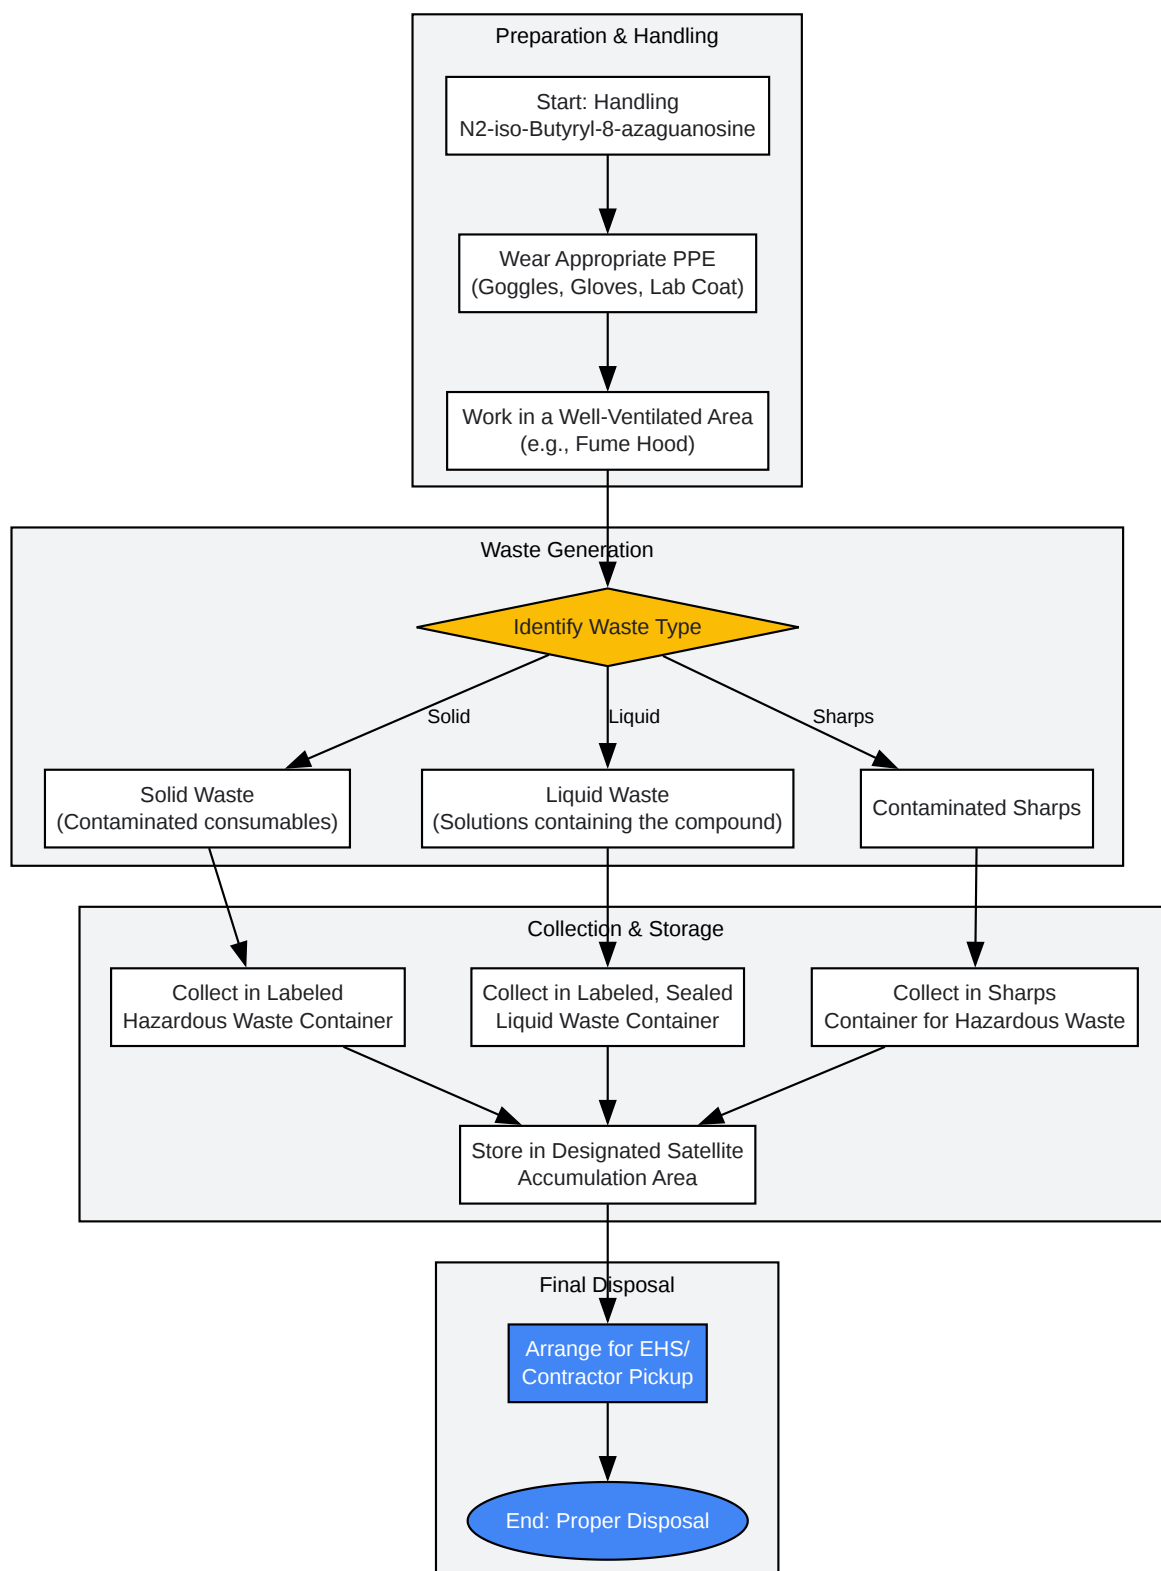 Preparation & Handling
Start: Handling
N2-iso-Butyryl-8-azaguanosine
Wear Appropriate PPE
(Goggles, Gloves, Lab Coat)
Work in a Well-Ventilated Area
(e.g., Fume Hood)
Waste Generation
Identify Waste Type
Solid
Liquid
Sharps
Solid Waste
(Contaminated consumables)
Liquid Waste
(Solutions containing the compound)
Contaminated Sharps
Collection & Storage
Collect in Labeled
Hazardous Waste Container
Collect in Labeled, Sealed
Liquid Waste Container
Collect in Sharps
Container for Hazardous Waste
Store in Designated Satellite
Accumulation Area
Final Disposal
Arrange for EHS/
Contractor Pickup
End: Proper Disposal